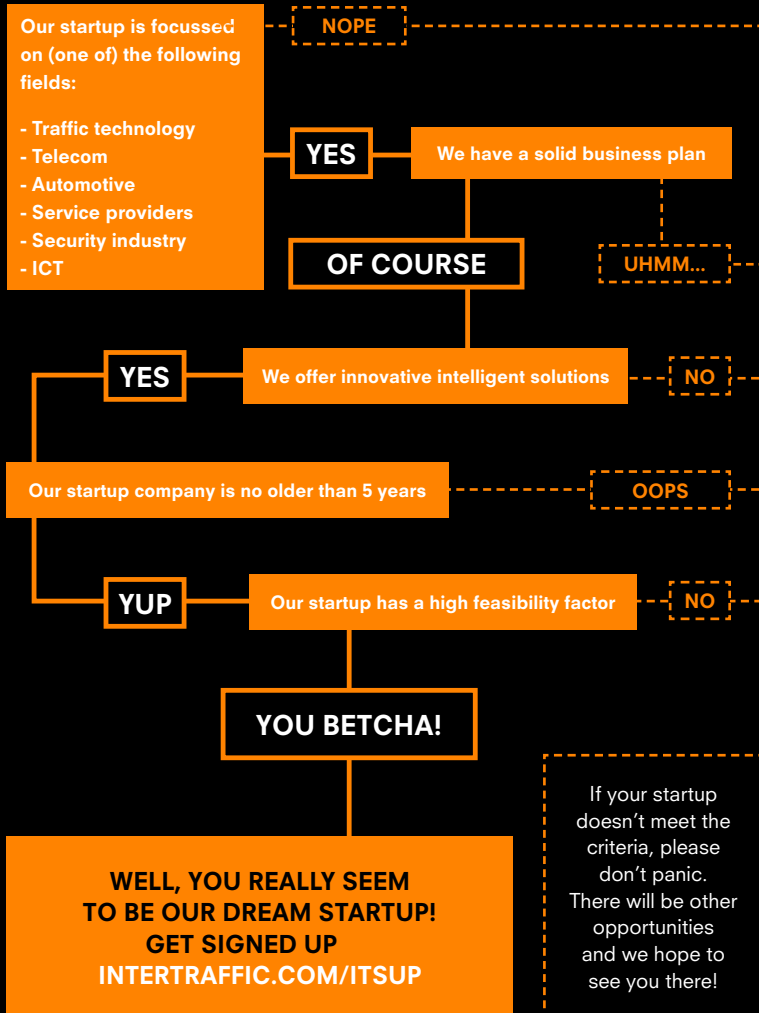 Our startup is focussed
on (one of) the following
fields:
- Traffic technology
- Telecom
- Automotive
- Service providers
- Security industry
- ICT
NOPE
YES
We have a solid business plan
OF COURSE
UHMM...
YES
We offer innovative intelligent solutions
NO
Our startup company is no older than 5 years
OOPS
YUP
Our startup has a high feasibility factor
NO
YOU BETCHA!
WELL, YOU REALLY SEEM
TO BE OUR DREAM STARTUP!
GET SIGNED UP
INTERTRAFFIC.COM/ITSUP
If your startup
doesn’t meet the
criteria, please
don’t panic.
There will be other
opportunities
and we hope to
see you there!